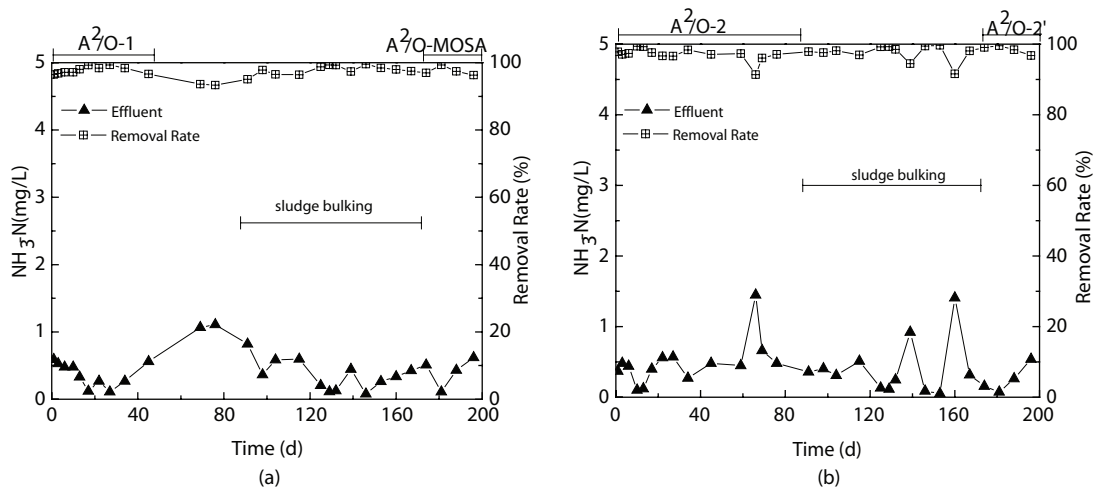 A²/O-1
A²/O-MOSA
5
4
3
2
1
0
NH₃-N(mg/L)
Effluent
Removal Rate
sludge bulking
100
80
60
40
20
0
Removal Rate (%)
0 40 80 120 160 200
Time (d)
(a)
A²/O-2
A²/O-2'
5
4
3
2
1
0
NH₃-N(mg/L)
Effluent
Removal Rate
sludge bulking
100
80
60
40
20
0
Removal Rate (%)
0 40 80 120 160 200
Time (d)
(b)